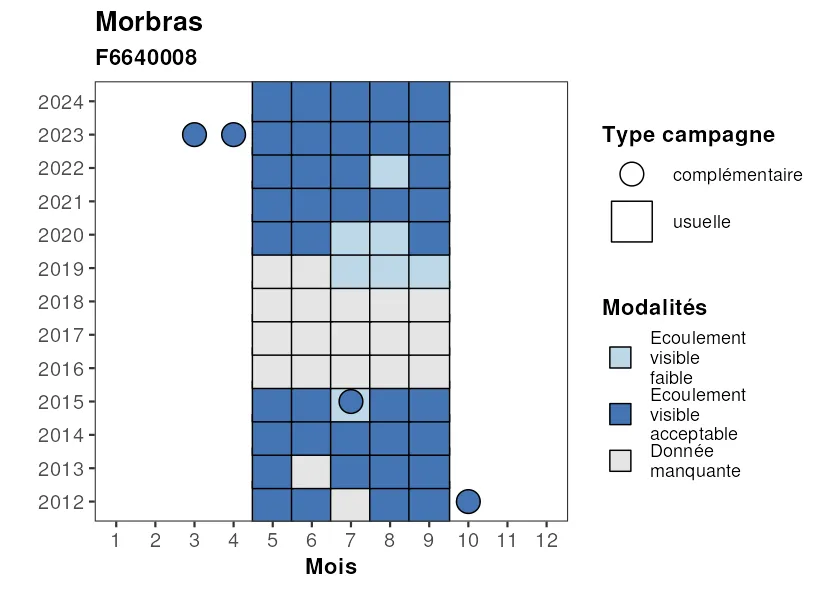 Morbras
F6640008
2024
2023
2022
2021
2020
2019
2018
2017
2016
2015
2014
2013
2012
1 2 3 4 5 6 7 8 9 10 11 12
Mois
Type campagne
complémentaire
usuelle
Modalités
Ecoulement
visible
faible
Ecoulement
visible
acceptable
Donnée
manquante